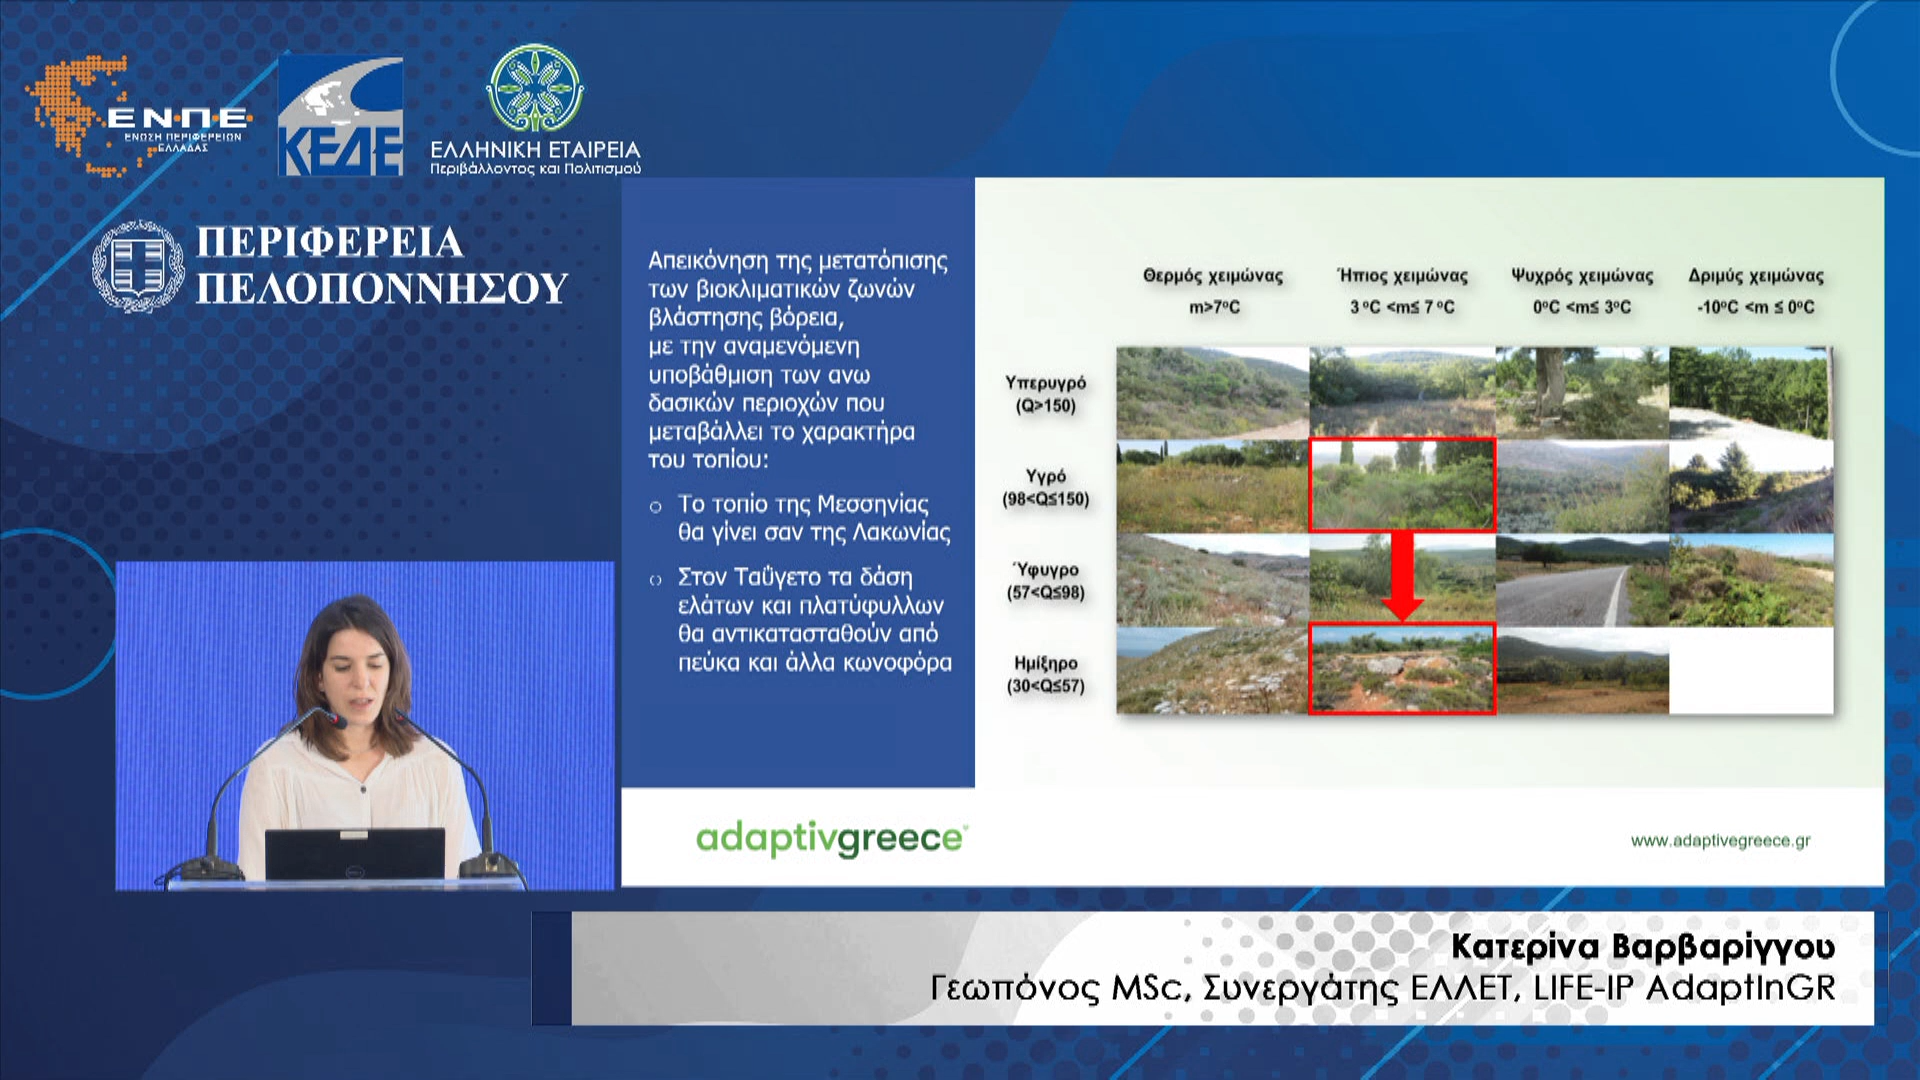 ΕΝ·Π·Ε
ΕΝΩΣΗ ΠΕΡΙΦΕΡΕΙΩΝ
ΕΛΛΑΔΑΣ
ΚΕΔΕ
ΕΛΛΗΝΙΚΗ ΕΤΑΙΡΕΙΑ
Περιβάλλοντος και Πολιτισμού
ΠΕΡΙΦΕΡΕΙΑ
ΠΕΛΟΠΟΝΝΗΣΟΥ
Απεικόνηση της μετατόπισης
των βιοκλιματικών ζωνών
βλάστησης βόρεια,
με την αναμενόμενη
υποβάθμιση των ανω
δασικών περιοχών που
μεταβάλλει το χαρακτήρα
του τοπίου:
o Το τοπίο της Μεσσηνίας
θα γίνει σαν της Λακωνίας
o Στον Ταΰγετο τα δάση
ελάτων και πλατύφυλλων
θα αντικατασταθούν από
πεύκα και άλλα κωνοφόρα
Θερμός χειμώνας
m>7°C
Ήπιος χειμώνας
3 °C <m≤ 7 °C
Ψυχρός χειμώνας
0°C <m≤ 3°C
Δριμύς χειμώνας
-10°C <m ≤ 0°C
Υπερυγρό
(Q>150)
Υγρό
(98<Q≤150)
Ύφυγρο
(57<Q≤98)
Ημίξηρο
(30<Q≤57)
adaptivgreece
www.adaptivegreece.gr
Κατερίνα Βαρβαρίγγου
Γεωπόνος MSc, Συνεργάτης ΕΛΛΕΤ, LIFE-IP AdaptInGR